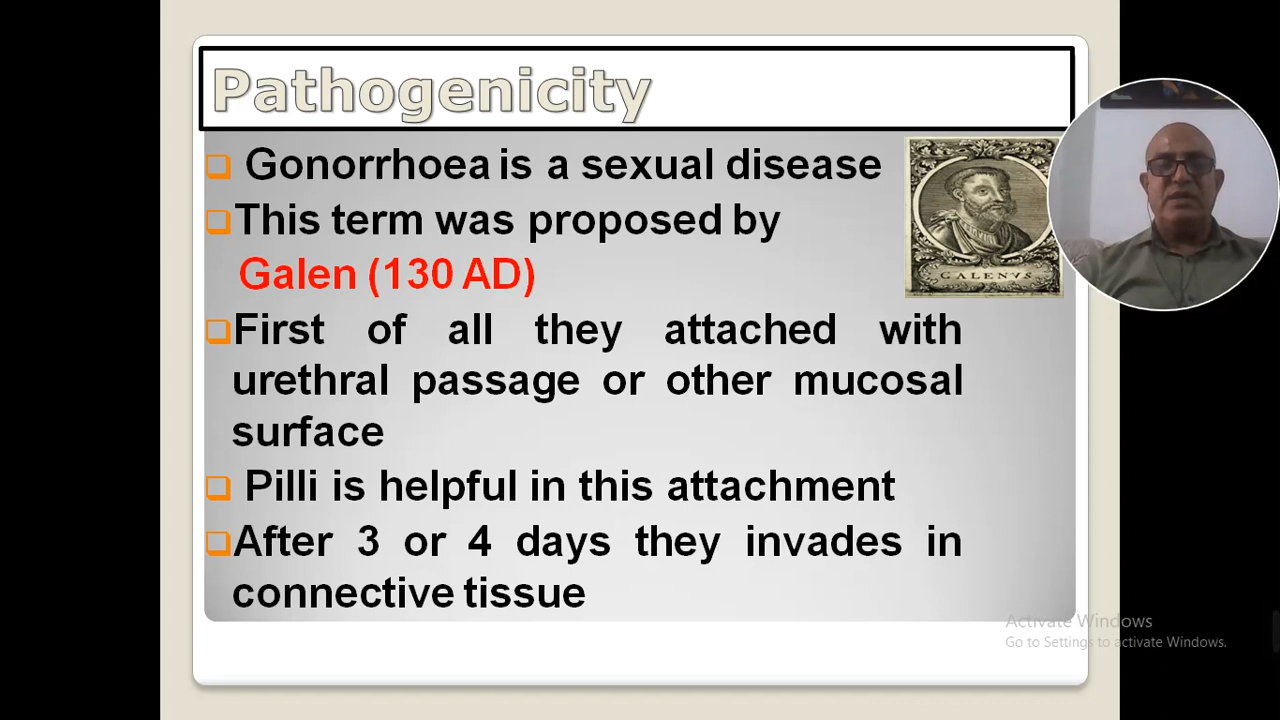 Pathogenicity
Gonorrhoea is a sexual disease
This term was proposed by
Galen (130 AD)
First of all they attached with
urethral passage or other mucosal
surface
Pilli is helpful in this attachment
After 3 or 4 days they invades in
connective tissue
GALENVS.
Activate Windows
Go to Settings to activate Windows.